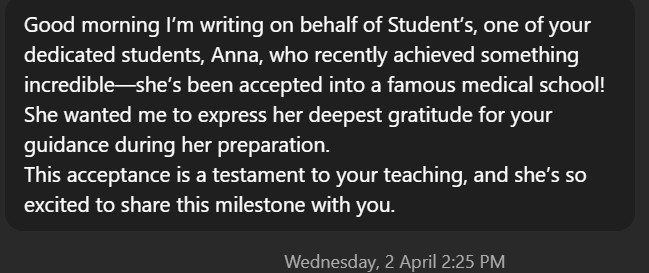 Good morning I'm writing on behalf of Student's, one of your
dedicated students, Anna, who recently achieved something
incredible—she's been accepted into a famous medical school!
She wanted me to express her deepest gratitude for your
guidance during her preparation.
This acceptance is a testament to your teaching, and she's so
excited to share this milestone with you.
Wednesday, 2 April 2:25 PM